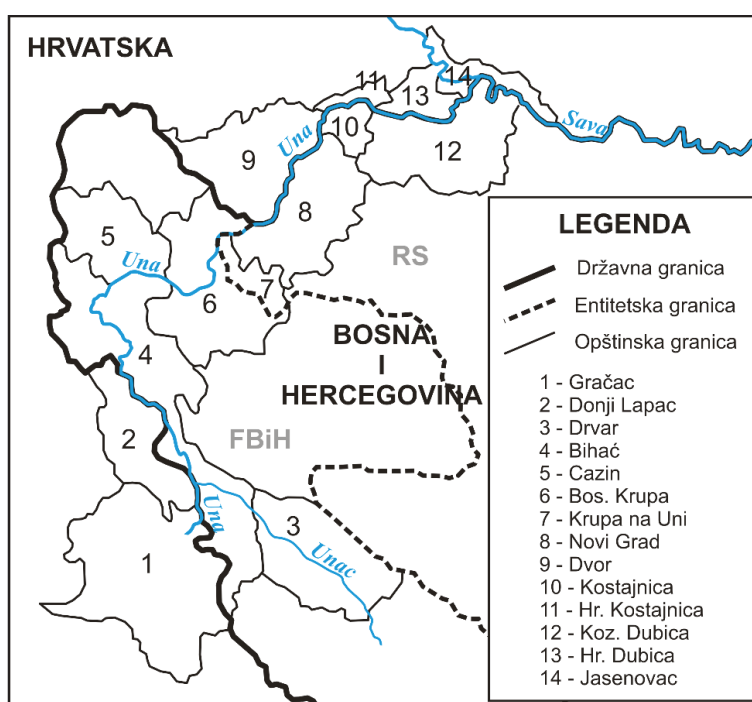 HRVATSKA
14
11
13
Una
10
Sava
9
12
8
5
RS
Una
7
6
BOSNA
I
HERCEGOVINA
4
2
FBiH
Una
3
1
Unac
LEGENDA
Državna granica
Entitetska granica
Opštinska granica
1 - Gračac
2 - Donji Lapac
3 - Drvar
4 - Bihać
5 - Cazin
6 - Bos. Krupa
7 - Krupa na Uni
8 - Novi Grad
9 - Dvor
10 - Kostajnica
11 - Hr. Kostajnica
12 - Koz. Dubica
13 - Hr. Dubica
14 - Jasenovac